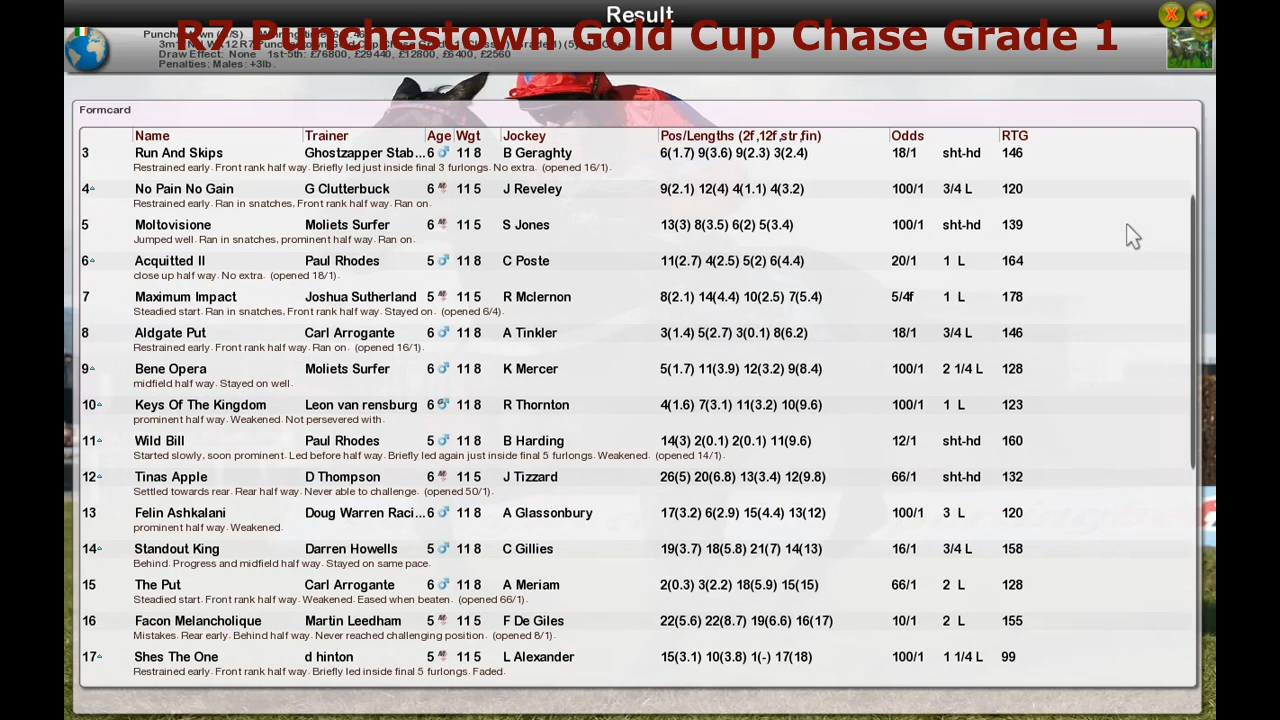 Result
R7 Punchestown Gold Cup Chase Grade 1
Draw Effect: None 1st-5th: £76800, £29440, £12800, £6400, £2560
Penalties: Males: +3lb.
Formcard
Name Trainer Age Wgt Jockey Pos/Lengths (2f,12f,str,fin) Odds RTG
3 Run And Skips Ghostzapper Stab... 6 11 8 B Geraghty 6(1.7) 9(3.6) 9(2.3) 3(2.4) 18/1 sht-hd 146
Restrained early. Front rank half way. Briefly led just inside final 3 furlongs. No extra. (opened 16/1).
4 No Pain No Gain G Clutterbuck 6 11 5 J Reveley 9(2.1) 12(4) 4(1.1) 4(3.2) 100/1 3/4 L 120
Restrained early. Ran in snatches, Front rank half way. Ran on.
5 Moltovisione Moliets Surfer 6 11 5 S Jones 13(3) 8(3.5) 6(2) 5(3.4) 100/1 sht-hd 139
Jumped well. Ran in snatches, prominent half way. Ran on.
6 Acquitted II Paul Rhodes 5 11 8 C Poste 11(2.7) 4(2.5) 5(2) 6(4.4) 20/1 1 L 164
close up half way. No extra. (opened 18/1).
7 Maximum Impact Joshua Sutherland 5 11 5 R Mclernon 8(2.1) 14(4.4) 10(2.5) 7(5.4) 5/4f 1 L 178
Steadied start. Ran in snatches, Front rank half way. Stayed on. (opened 6/4).
8 Aldgate Put Carl Arrogante 6 11 8 A Tinkler 3(1.4) 5(2.7) 3(0.1) 8(6.2) 18/1 3/4 L 146
Restrained early. Front rank half way. Ran on. (opened 16/1).
9 Bene Opera Moliets Surfer 6 11 8 K Mercer 5(1.7) 11(3.9) 12(3.2) 9(8.4) 100/1 2 1/4 L 128
midfield half way. Stayed on well.
10 Keys Of The Kingdom Leon van rensburg 6 11 8 R Thornton 4(1.6) 7(3.1) 11(3.2) 10(9.6) 100/1 1 L 123
prominent half way. Weakened. Not persevered with.
11 Wild Bill Paul Rhodes 5 11 8 B Harding 14(3) 2(0.1) 2(0.1) 11(9.6) 12/1 sht-hd 160
Started slowly, soon prominent. Led before half way. Briefly led again just inside final 5 furlongs. Weakened. (opened 14/1).
12 Tinas Apple D Thompson 6 11 5 J Tizzard 26(5) 20(6.8) 13(3.4) 12(9.8) 66/1 sht-hd 132
Settled towards rear. Rear half way. Never able to challenge. (opened 50/1).
13 Felin Ashkalani Doug Warren Raci... 6 11 8 A Glassonbury 17(3.2) 6(2.9) 15(4.4) 13(12) 100/1 3 L 120
prominent half way. Weakened.
14 Standout King Darren Howells 5 11 8 C Gillies 19(3.7) 18(5.8) 21(7) 14(13) 16/1 3/4 L 158
Behind. Progress and midfield half way. Stayed on same pace.
15 The Put Carl Arrogante 6 11 8 A Meriam 2(0.3) 3(2.2) 18(5.9) 15(15) 66/1 2 L 128
Steadied start. Front rank half way. Weakened. Eased when beaten. (opened 66/1).
16 Facon Melancholique Martin Leedham 5 11 5 F De Giles 22(5.6) 22(8.7) 19(6.6) 16(17) 10/1 2 L 155
Mistakes. Rear early. Behind half way. Never reached challenging position. (opened 8/1).
17 Shes The One d hinton 5 11 5 L Alexander 15(3.1) 10(3.8) 1(-) 17(18) 100/1 1 1/4 L 99
Restrained early. Front rank half way. Briefly led inside final 5 furlongs. Faded.